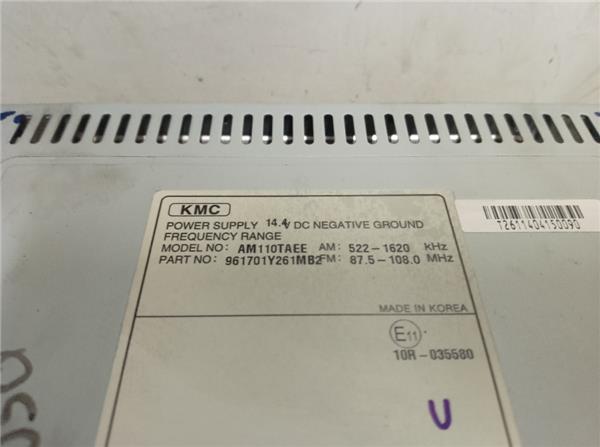 KMC
POWER SUPPLY 14.4V DC NEGATIVE GROUND
FREQUENCY RANGE
MODEL NO: AM110TAEE AM: 522-1620 kHz
PART NO: 961701Y261MB2 FM: 87.5-108.0 MHz
T2611404150090
MADE IN KOREA
E11
10R-035580
U